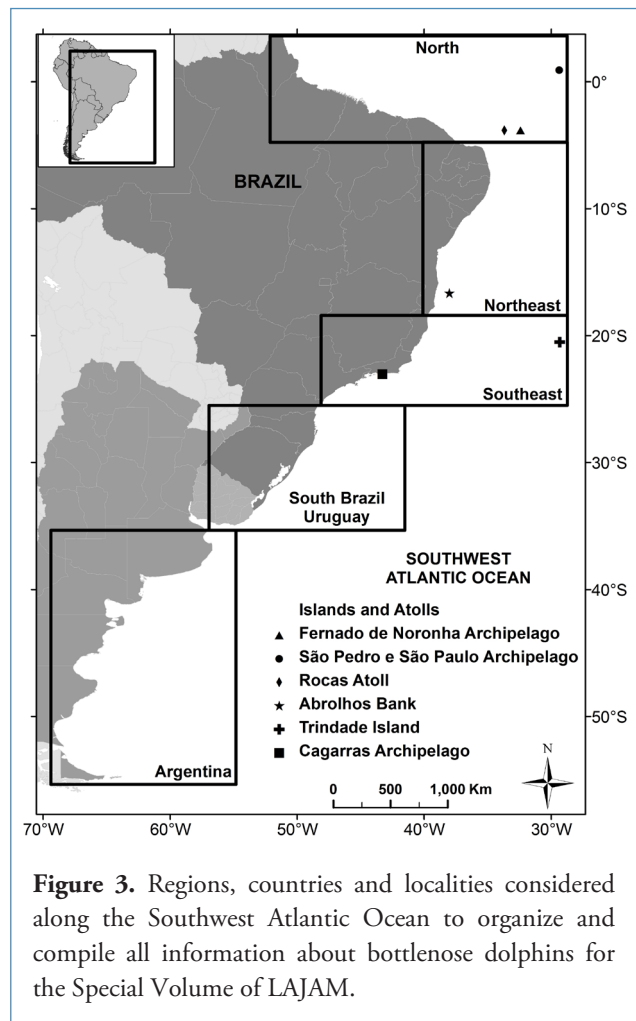 North
0°
BRAZIL
10°S
Northeast
20°S
Southeast
30°S
South Brazil
Uruguay
SOUTHWEST
ATLANTIC OCEAN
40°S
Islands and Atolls
Fernado de Noronha Archipelago
São Pedro e São Paulo Archipelago
Rocas Atoll
Abrolhos Bank
50°S
Trindade Island
Cagarras Archipelago
Argentina
N
0 500 1,000 Km
70°W 60°W 50°W 40°W 30°W
Figure 3. Regions, countries and localities considered
along the Southwest Atlantic Ocean to organize and
compile all information about bottlenose dolphins for
the Special Volume of LAJAM.